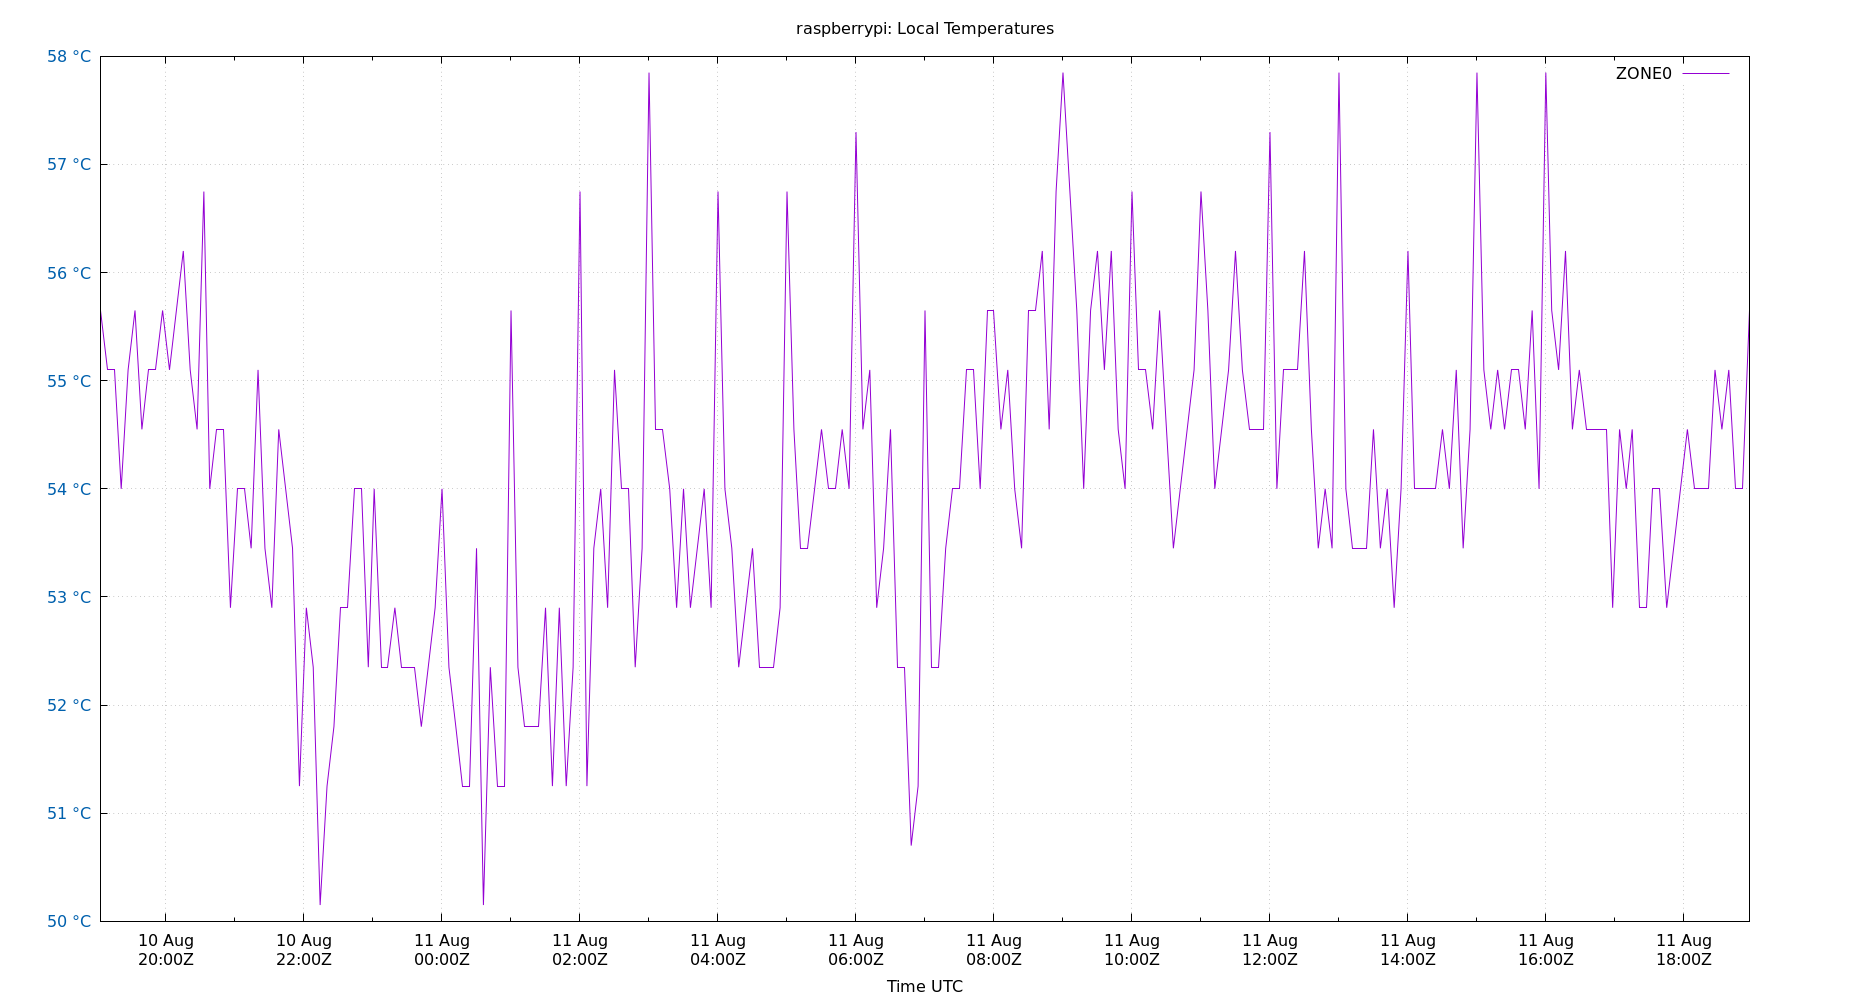 raspberrypi: Local Temperatures
58 °C
ZONE0
57 °C
56 °C
55 °C
54 °C
53 °C
52 °C
51 °C
50 °C
10 Aug 10 Aug 11 Aug 11 Aug 11 Aug 11 Aug 11 Aug 11 Aug 11 Aug 11 Aug 11 Aug 11 Aug
20:00Z 22:00Z 00:00Z 02:00Z 04:00Z 06:00Z 08:00Z 10:00Z 12:00Z 14:00Z 16:00Z 18:00Z
Time UTC